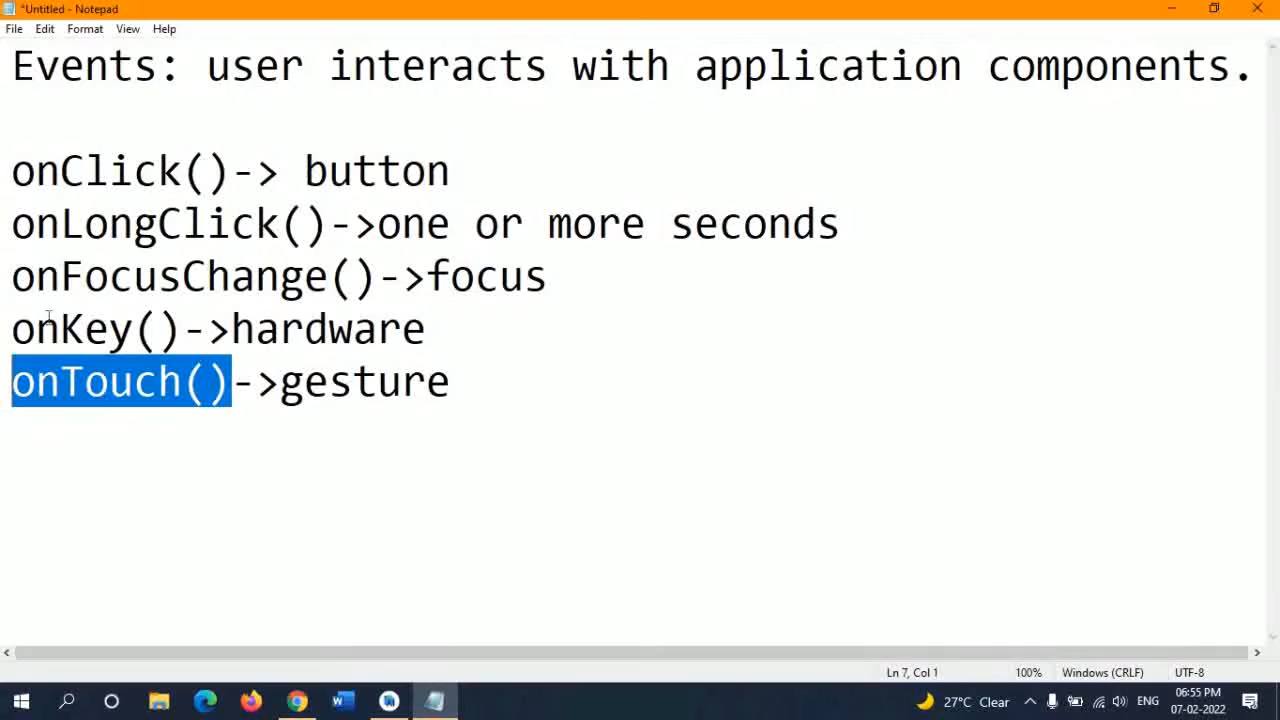 *Untitled - Notepad
File Edit Format View Help
Events: user interacts with application components.
onClick()-> button
onLongClick()->one or more seconds
onFocusChange()->focus
onKey()->hardware
onTouch()->gesture
Ln 7, Col 1 100% Windows (CRLF) UTF-8
27°C Clear ENG 06:55 PM
07-02-2022